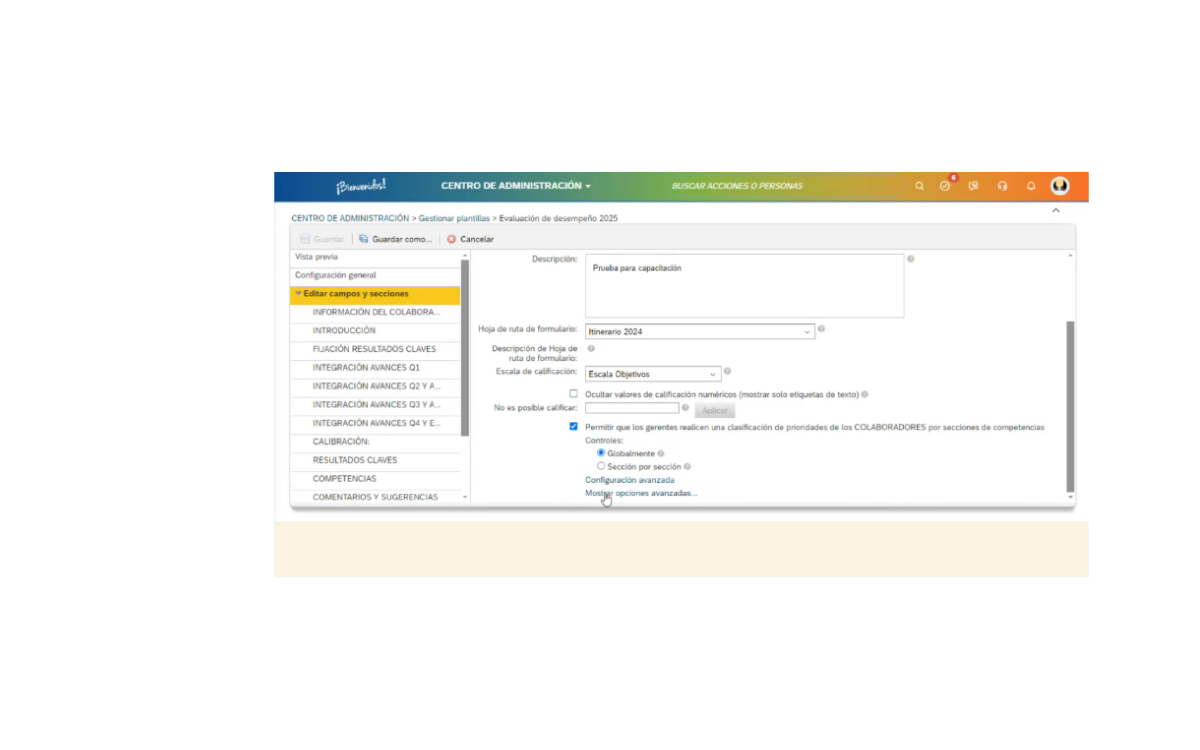 ¡Bienvenid@s!
CENTRO DE ADMINISTRACIÓN
BUSCAR ACCIONES O PERSONAS
6
CENTRO DE ADMINISTRACIÓN > Gestionar plantillas > Evaluación de desempeño 2025
Guardar
Guardar como...
Cancelar
Vista previa
Configuración general
Editar campos y secciones
INFORMACIÓN DEL COLABORA...
INTRODUCCIÓN
FIJACIÓN RESULTADOS CLAVES
INTEGRACIÓN AVANCES Q1
INTEGRACIÓN AVANCES Q2 Y A...
INTEGRACIÓN AVANCES Q3 Y A...
INTEGRACIÓN AVANCES Q4 Y E...
CALIBRACIÓN:
RESULTADOS CLAVES
COMPETENCIAS
COMENTARIOS Y SUGERENCIAS
Descripción:
Prueba para capacitación
Hoja de ruta de formulario:
Itinerario 2024
Descripción de Hoja de
ruta de formulario:
Escala de calificación:
Escala Objetivos
Ocultar valores de calificación numéricos (mostrar solo etiquetas de texto)
No es posible calificar:
Aplicar
Permitir que los gerentes realicen una clasificación de prioridades de los COLABORADORES por secciones de competencias
Controles:
Globalmente
Sección por sección
Configuración avanzada
Mostrar opciones avanzadas...